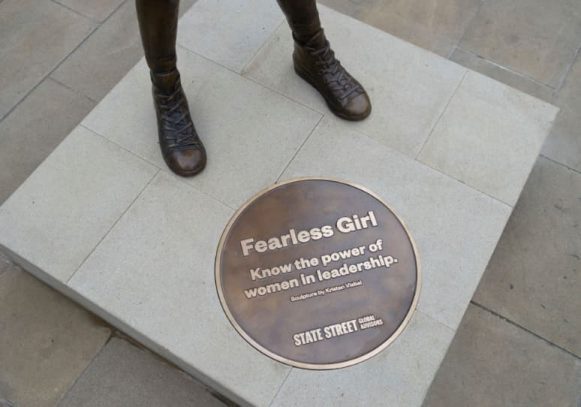 Fearless Girl
Know the power of
women in leadership.
Sculpture by Kristen Visbal
STATE STREET GLOBAL
ADVISORS